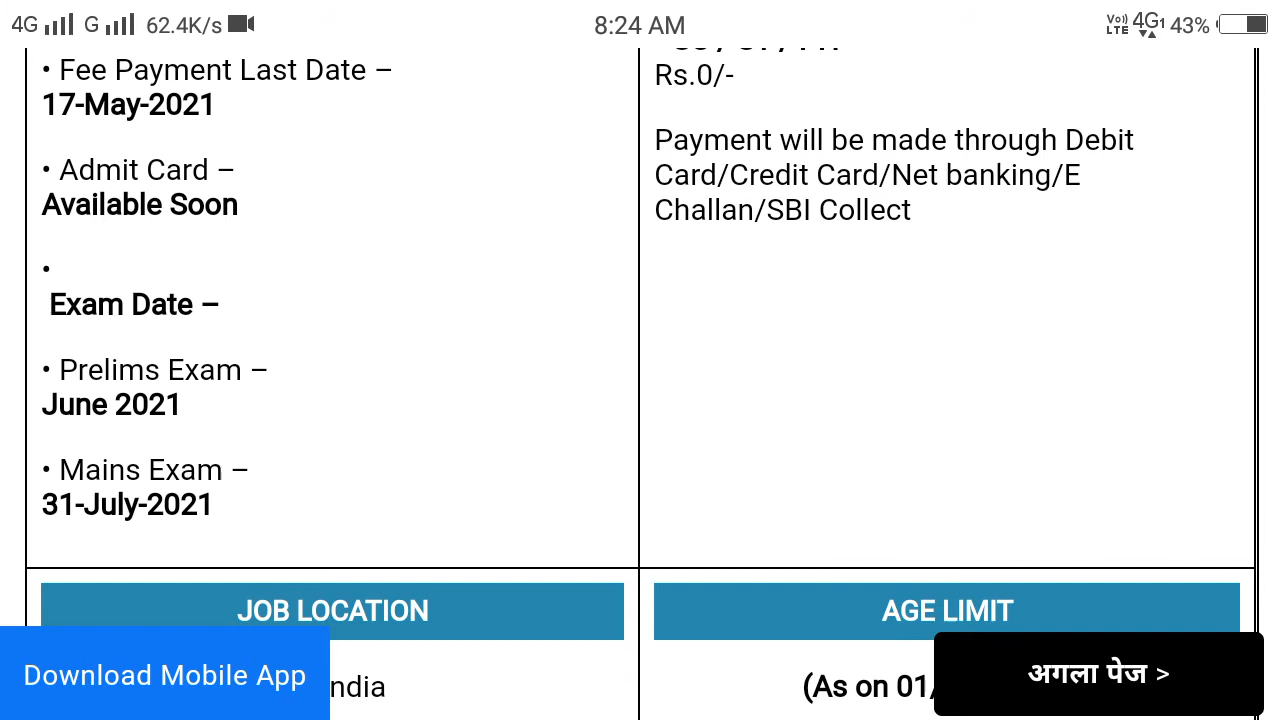 4G G 62.4K/s 8:24 AM Vo) LTE 4G1 43%
• Fee Payment Last Date –
17-May-2021
• Admit Card –
Available Soon
•
Exam Date –
• Prelims Exam –
June 2021
• Mains Exam –
31-July-2021
Rs.0/-
Payment will be made through Debit
Card/Credit Card/Net banking/E
Challan/SBI Collect
JOB LOCATION
AGE LIMIT
ndia
(As on 01/
Download Mobile App
अगला पेज >